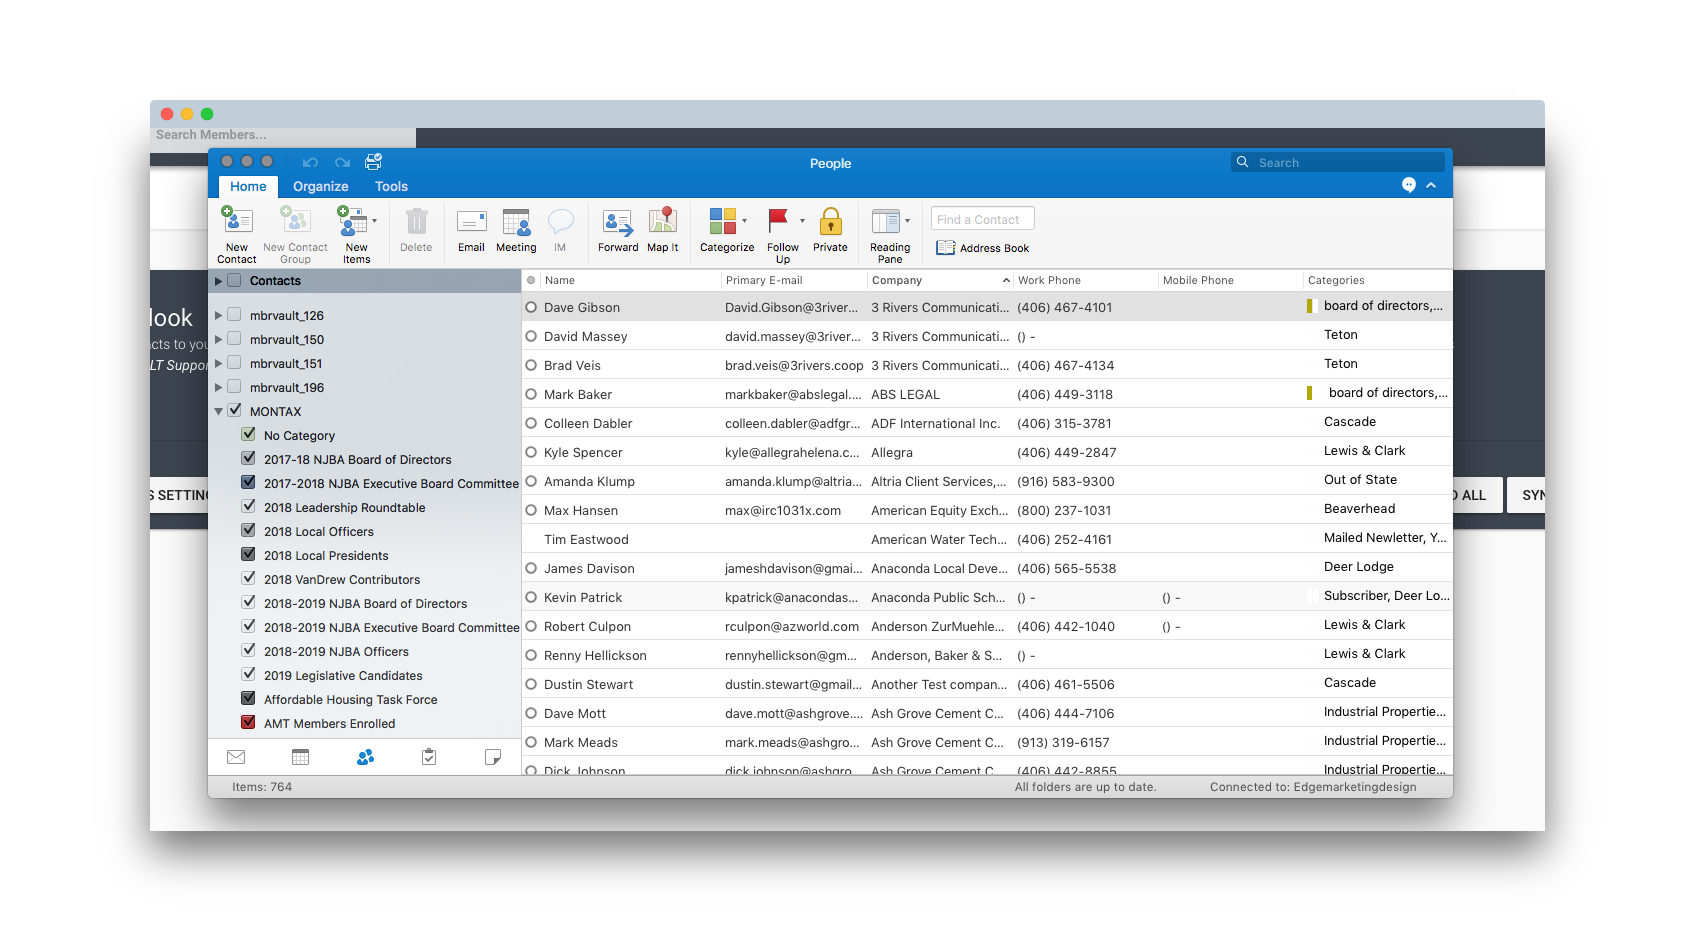 Search Members...
People
Search
Home Organize Tools
New Contact
New Contact Group
New Items
Delete
Email
Meeting
IM
Forward
Map It
Categorize
Follow Up
Private
Reading Pane
Find a Contact
Address Book
look
cts to you
LT Suppor
S SETTING
ALL
SYN
Contacts
mbrvault_126
mbrvault_150
mbrvault_151
mbrvault_196
MONTAX
No Category
2017-18 NJBA Board of Directors
2017-2018 NJBA Executive Board Committee
2018 Leadership Roundtable
2018 Local Officers
2018 Local Presidents
2018 VanDrew Contributors
2018-2019 NJBA Board of Directors
2018-2019 NJBA Executive Board Committee
2018-2019 NJBA Officers
2019 Legislative Candidates
Affordable Housing Task Force
AMT Members Enrolled
Name Primary E-mail Company Work Phone Mobile Phone Categories
Dave Gibson David.Gibson@3river... 3 Rivers Communicati... (406) 467-4101 board of directors,...
David Massey david.massey@3river... 3 Rivers Communicati... () - Teton
Brad Veis brad.veis@3rivers.coop 3 Rivers Communicati... (406) 467-4134 Teton
Mark Baker markbaker@abslegal.... ABS LEGAL (406) 449-3118 board of directors,...
Colleen Dabler colleen.dabler@adfgr... ADF International Inc. (406) 315-3781 Cascade
Kyle Spencer kyle@allegrahelena.c... Allegra (406) 449-2847 Lewis & Clark
Amanda Klump amanda.klump@altria... Altria Client Services,... (916) 583-9300 Out of State
Max Hansen max@irc1031x.com American Equity Exch... (800) 237-1031 Beaverhead
Tim Eastwood American Water Tech... (406) 252-4161 Mailed Newletter, Y...
James Davison jameshdavison@gmai... Anaconda Local Deve... (406) 565-5538 Deer Lodge
Kevin Patrick kpatrick@anacondas... Anaconda Public Sch... () - () - Subscriber, Deer Lo...
Robert Culpon rculpon@azworld.com Anderson ZurMuehle... (406) 442-1040 () - Lewis & Clark
Renny Hellickson rennyhellickson@gm... Anderson, Baker & S... () - Lewis & Clark
Dustin Stewart dustin.stewart@gmail... Another Test compan... (406) 461-5506 Cascade
Dave Mott dave.mott@ashgrove.... Ash Grove Cement C... (406) 444-7106 Industrial Propertie...
Mark Meads mark.meads@ashgro... Ash Grove Cement C... (913) 319-6157 Industrial Propertie...
Dick Johnson dick.johnson@ashgro... Ash Grove Cement C... (406) 442-8855 Industrial Propertie...
Items: 764
All folders are up to date.
Connected to: Edgemarketingdesign